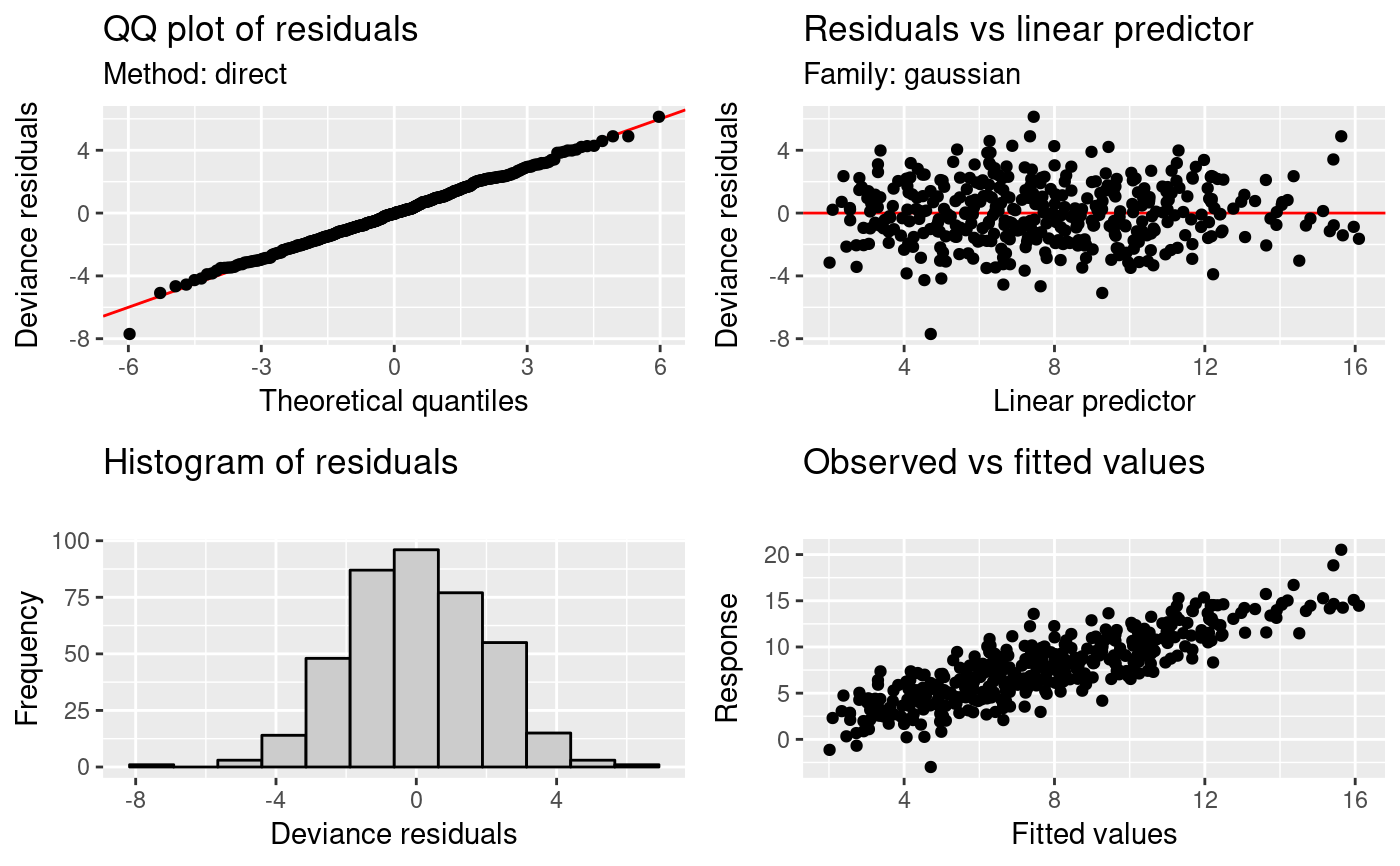 QQ plot of residuals
Method: direct
Deviance residuals
4
0
-4
-8
-6
-3
0
3
6
Theoretical quantiles
Residuals vs linear predictor
Family: gaussian
Deviance residuals
4
0
-4
-8
4
8
12
16
Linear predictor
Histogram of residuals
Frequency
100
75
50
25
0
-8
-4
0
4
Deviance residuals
Observed vs fitted values
Response
20
15
10
5
0
4
8
12
16
Fitted values